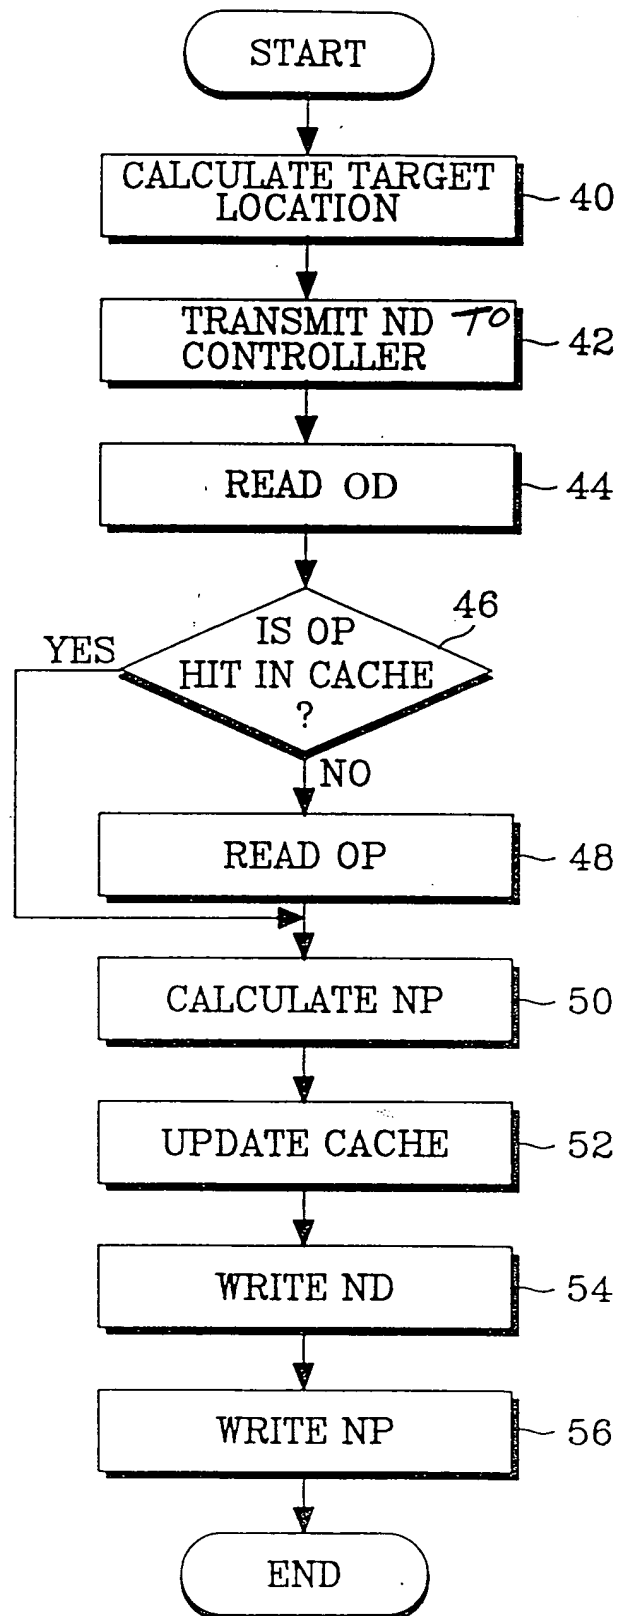 START
CALCULATE TARGET
LOCATION
40
TRANSMIT ND TO
CONTROLLER
42
READ OD
44
46
IS OP
HIT IN CACHE
?
YES
NO
READ OP
48
CALCULATE NP
50
UPDATE CACHE
52
WRITE ND
54
WRITE NP
56
END